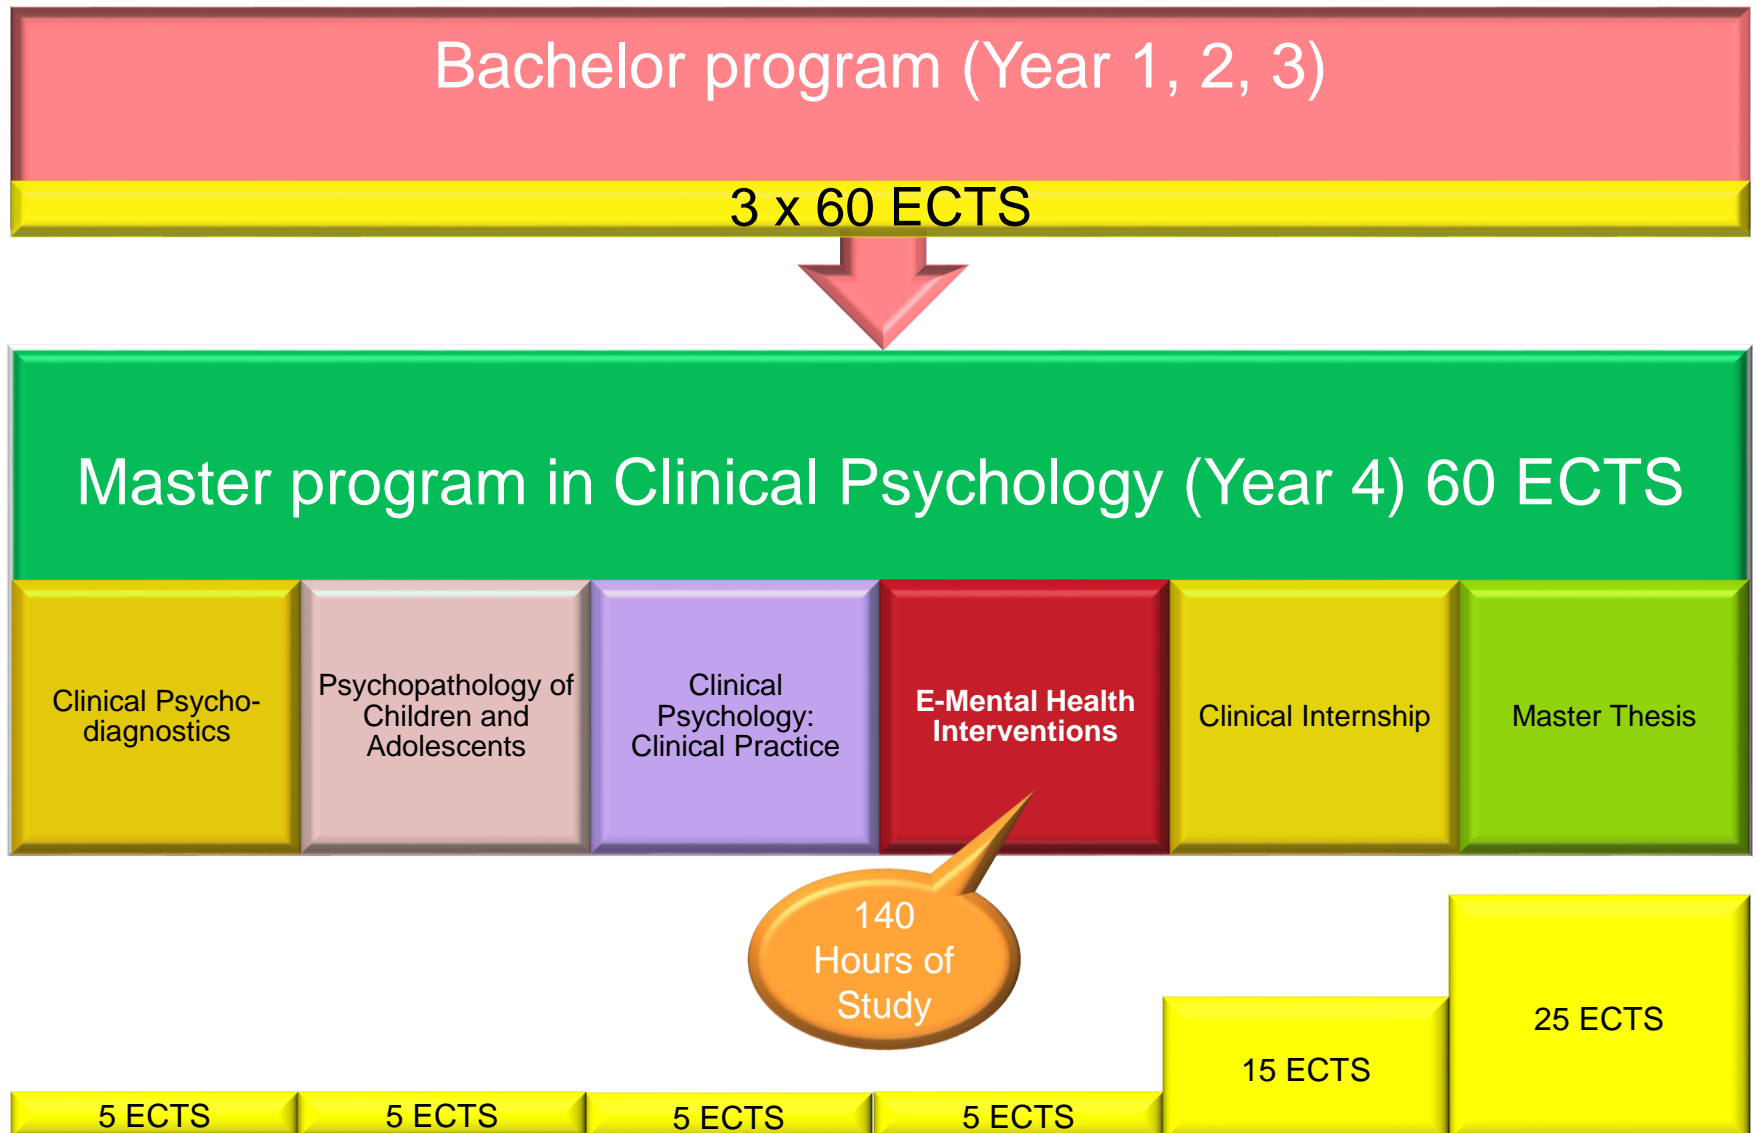 Bachelor program (Year 1, 2, 3)
3 x 60 ECTS
Master program in Clinical Psychology (Year 4) 60 ECTS
Clinical Psycho-
diagnostics
Psychopathology of
Children and
Adolescents
Clinical
Psychology:
Clinical Practice
E-Mental Health
Interventions
Clinical Internship
Master Thesis
140
Hours of
Study
5 ECTS
5 ECTS
5 ECTS
5 ECTS
15 ECTS
25 ECTS